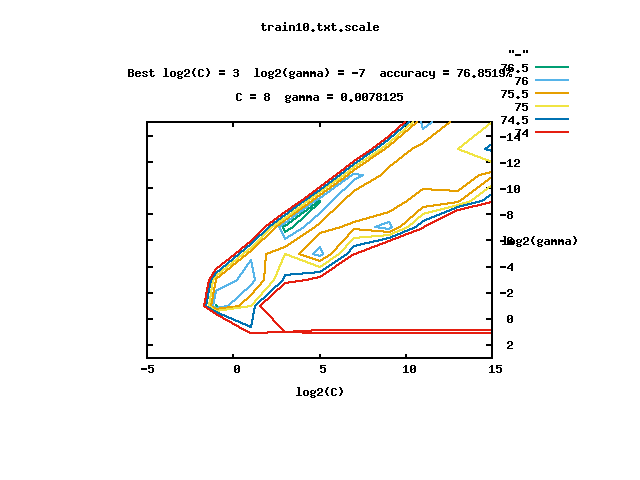 train10.txt.scale
"-"
Best log2(C) = 3 log2(gamma) = -7 accuracy = 76.8519%
76.5
76
C = 8 gamma = 0.0078125
75.5
75
74.5
74
-14
-12
-10
-8
-6
log2(gamma)
-4
-2
0
2
-5 0 5 10 15
log2(C)